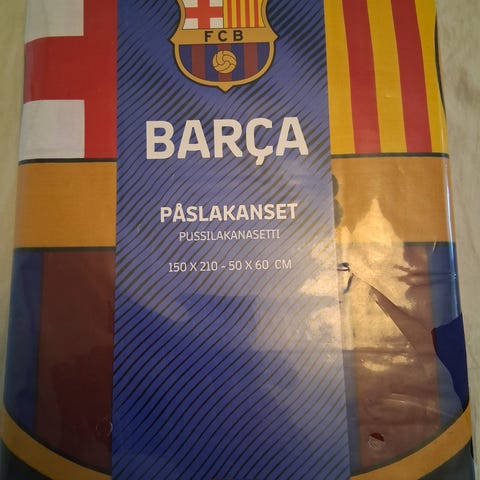 FCB
BARÇA
PÅSLAKANSET
PUSSILAKANASETTI
150 X 210 - 50 X 60 CM